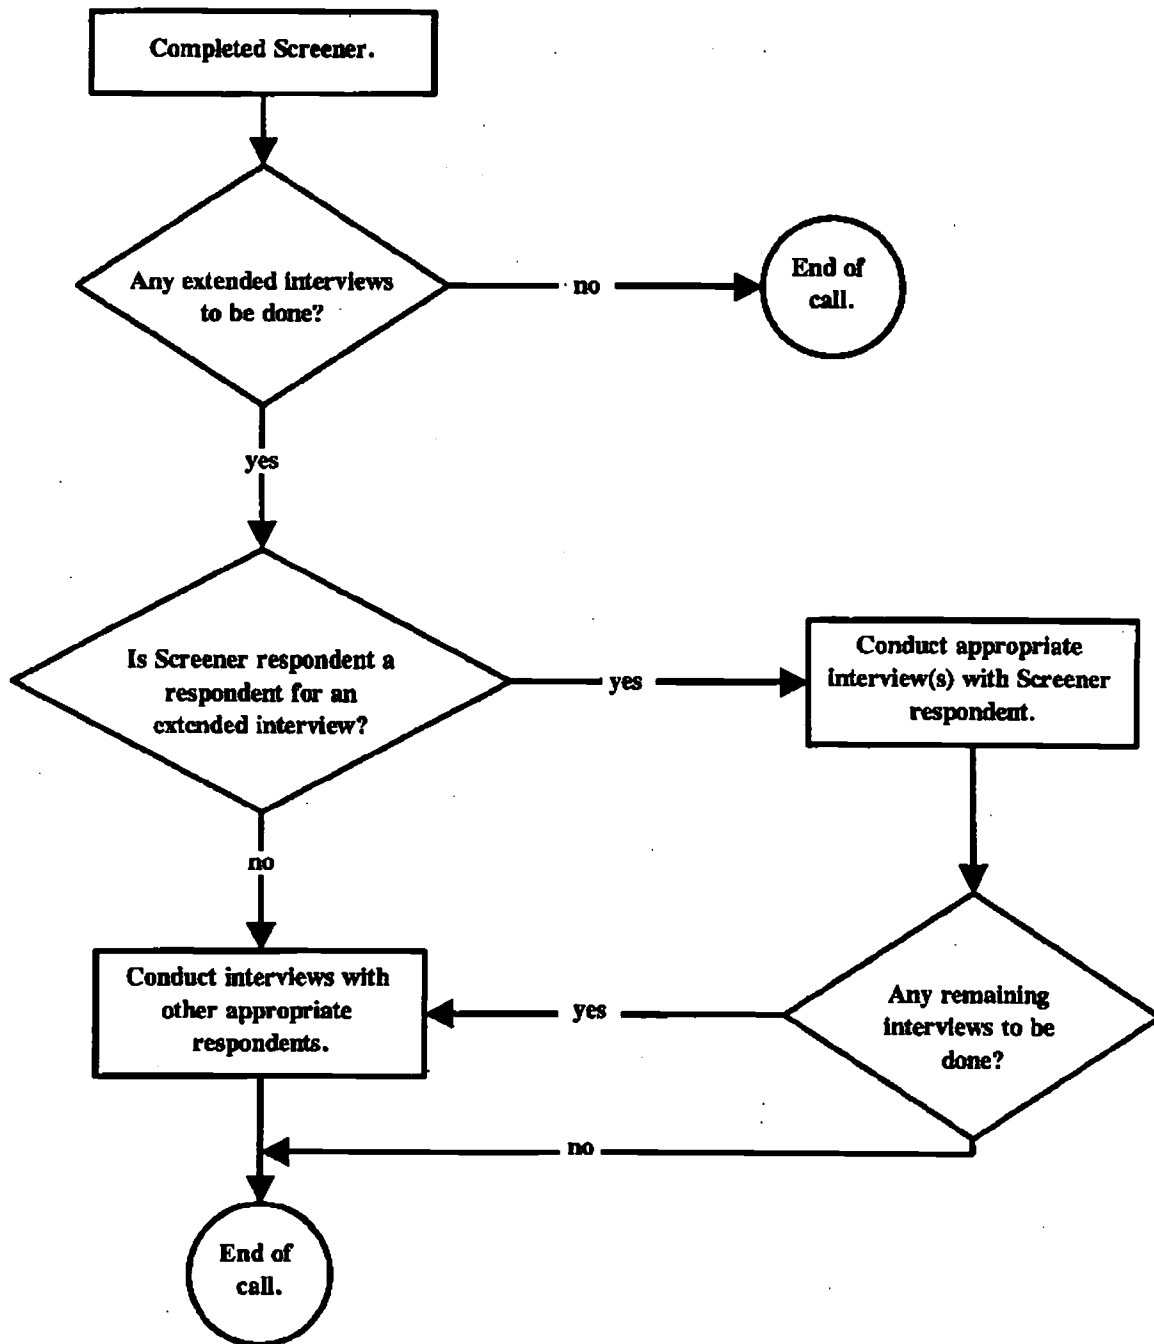 Completed Screener.
Any extended interviews
to be done?
no
End of
call.
yes
Is Screener respondent a
respondent for an
extended interview?
yes
Conduct appropriate
interview(s) with Screener
respondent.
no
Conduct interviews with
other appropriate
respondents.
yes
Any remaining
interviews to be
done?
no
End of
call.